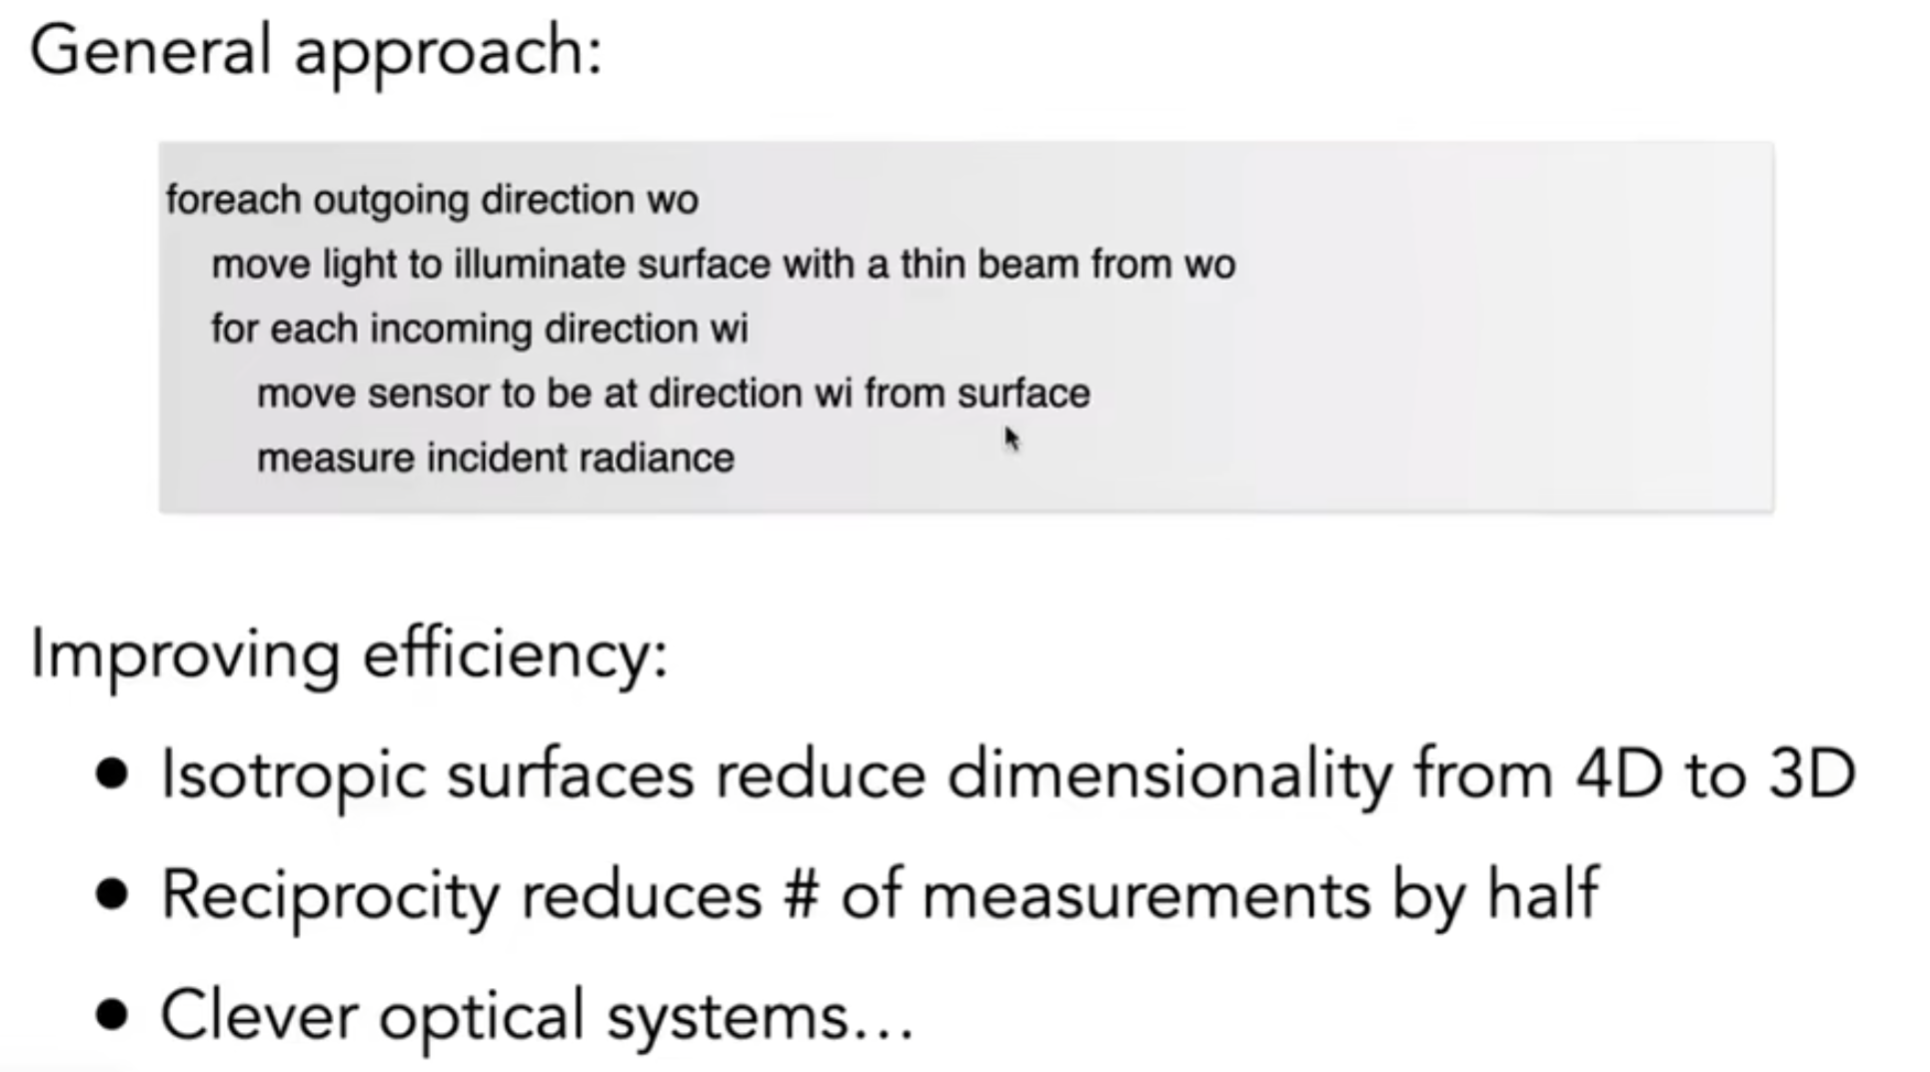 General approach:
foreach outgoing direction wo
move light to illuminate surface with a thin beam from wo
for each incoming direction wi
move sensor to be at direction wi from surface
measure incident radiance
Improving efficiency:
● Isotropic surfaces reduce dimensionality from 4D to 3D
● Reciprocity reduces # of measurements by half
● Clever optical systems…